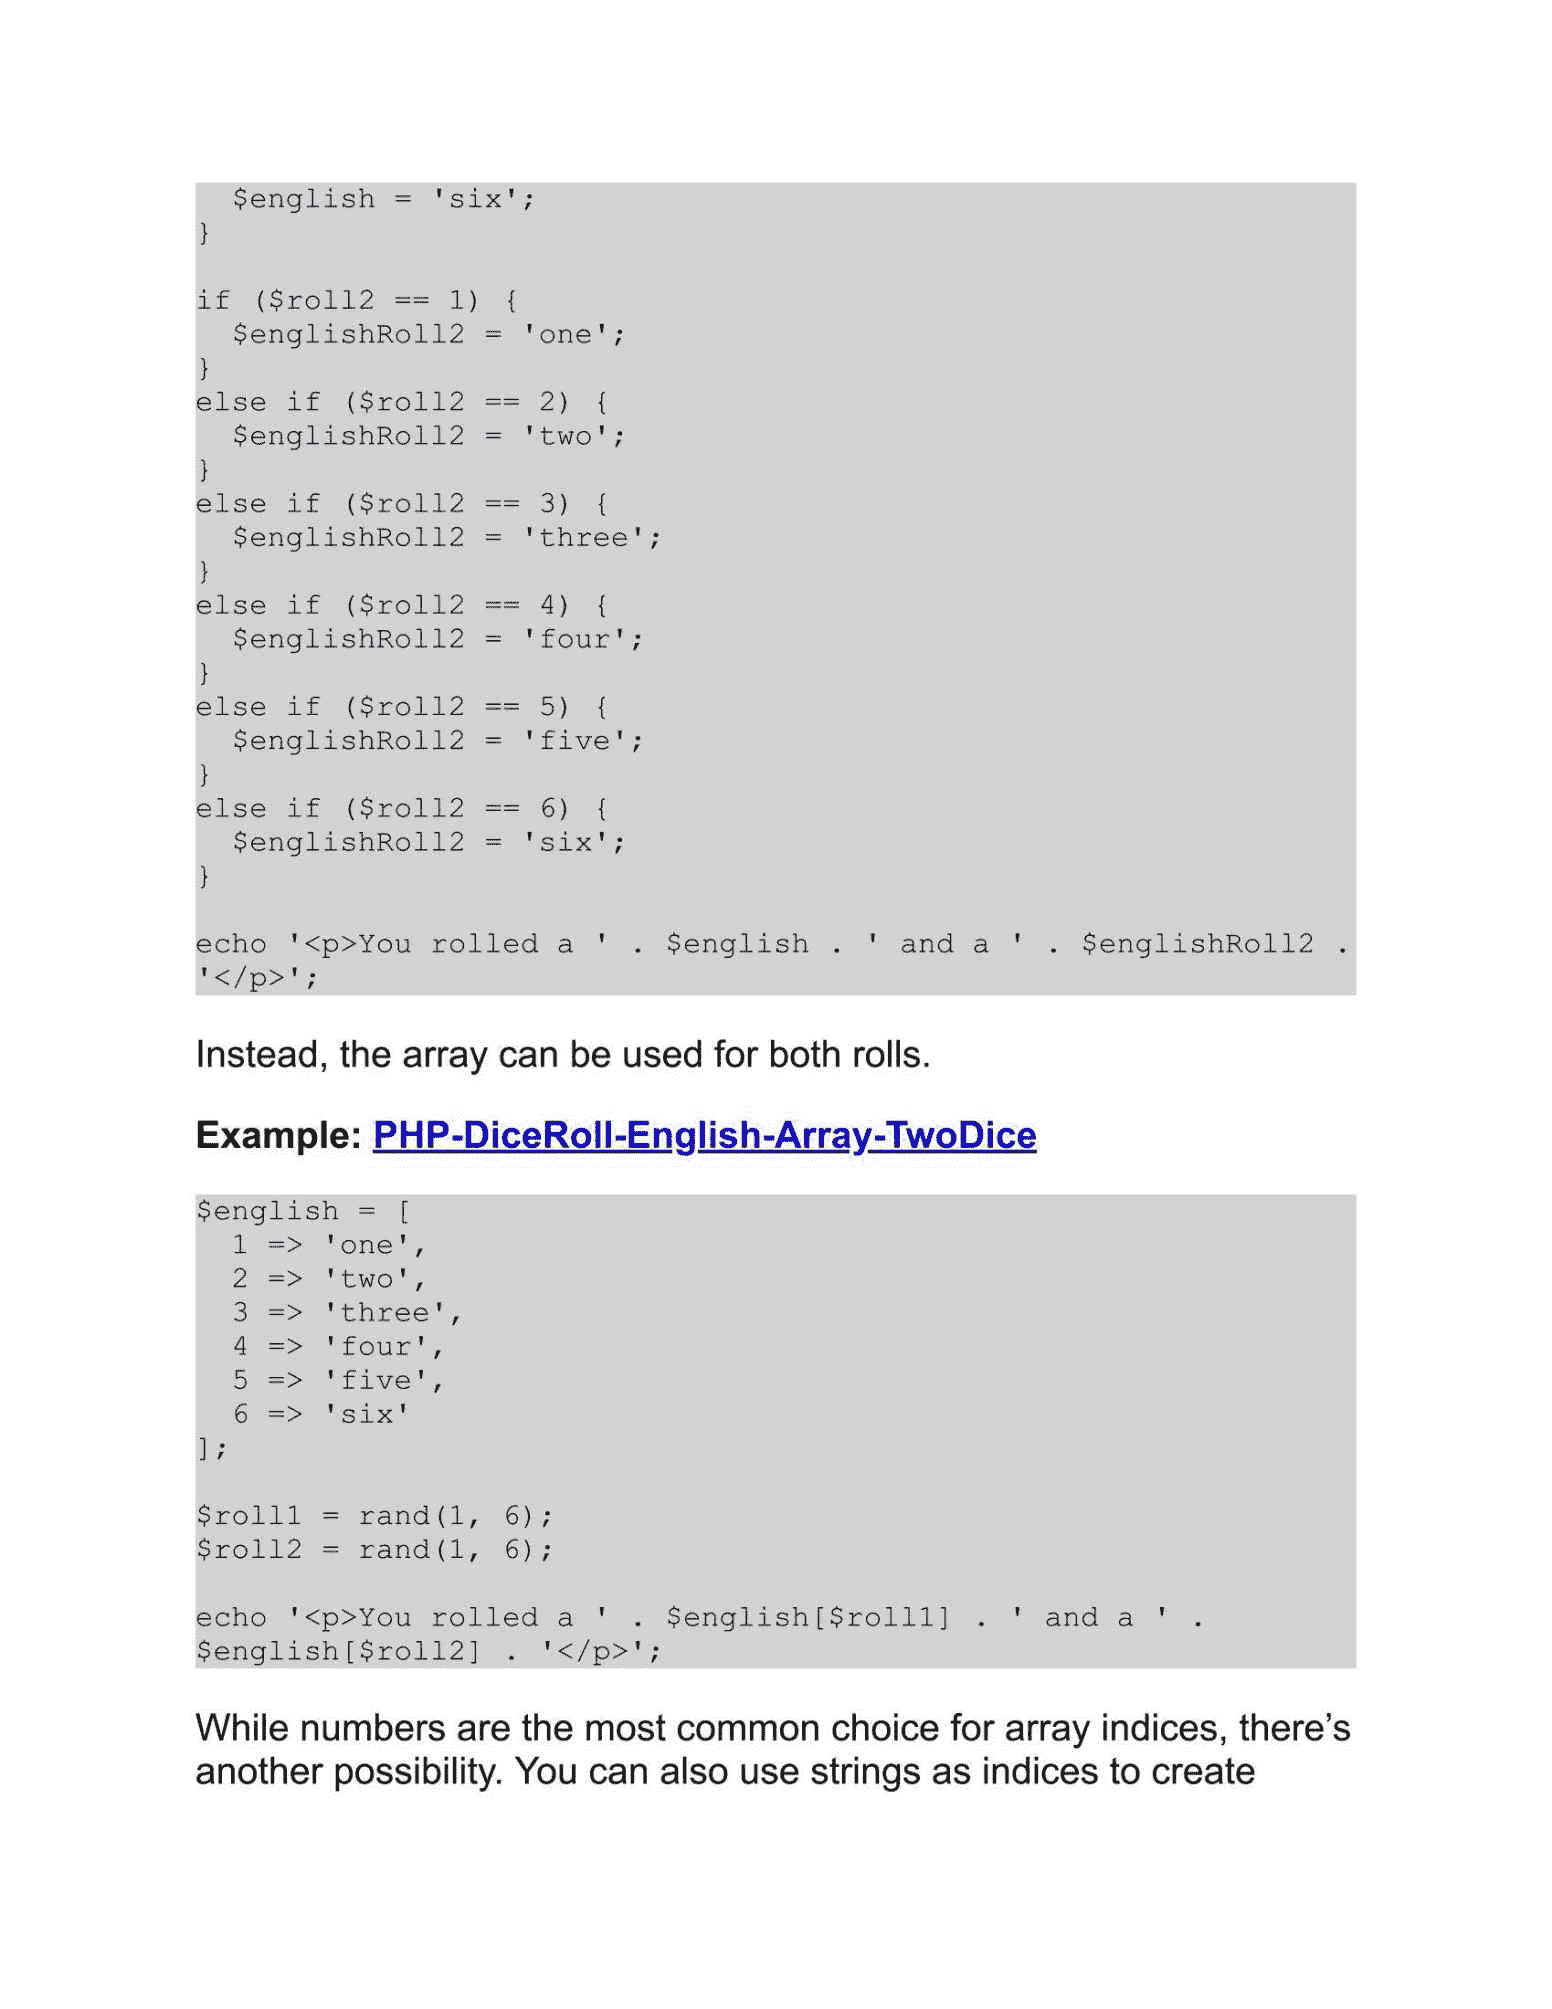 $english = 'six';
}

if ($roll2 == 1) {
  $englishRoll2 = 'one';
}
else if ($roll2 == 2) {
  $englishRoll2 = 'two';
}
else if ($roll2 == 3) {
  $englishRoll2 = 'three';
}
else if ($roll2 == 4) {
  $englishRoll2 = 'four';
}
else if ($roll2 == 5) {
  $englishRoll2 = 'five';
}
else if ($roll2 == 6) {
  $englishRoll2 = 'six';
}

echo '<p>You rolled a ' . $english . ' and a ' . $englishRoll2 .
'</p>';

Instead, the array can be used for both rolls.

Example: PHP-DiceRoll-English-Array-TwoDice

$english = [
  1 => 'one',
  2 => 'two',
  3 => 'three',
  4 => 'four',
  5 => 'five',
  6 => 'six'
];

$roll1 = rand(1, 6);
$roll2 = rand(1, 6);

echo '<p>You rolled a ' . $english[$roll1] . ' and a ' .
$english[$roll2] . '</p>';

While numbers are the most common choice for array indices, there’s
another possibility. You can also use strings as indices to create